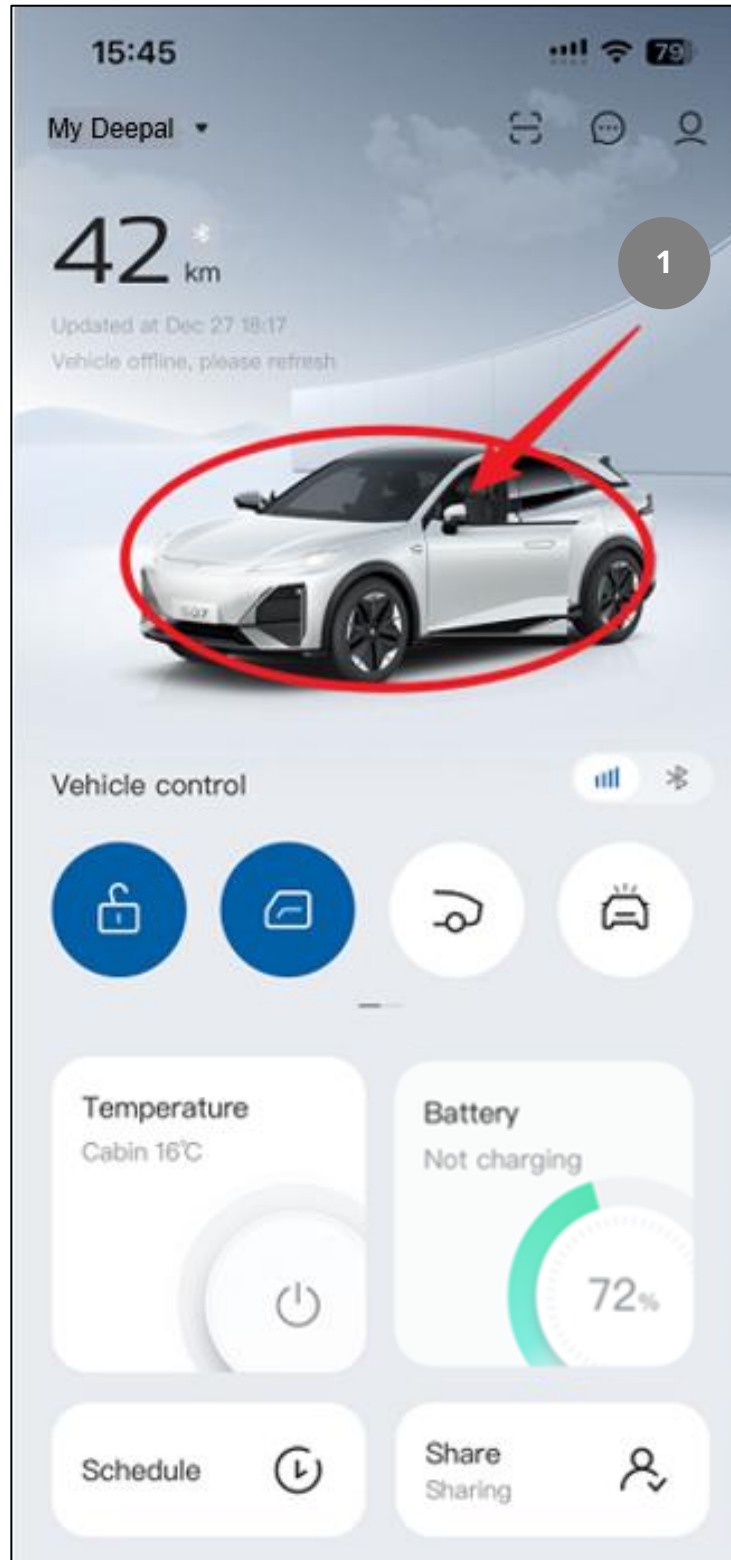 15:45
79
My Deepal
42 km
1
Updated at Dec 27 18:17
Vehicle offline, please refresh
Vehicle control
Temperature
Cabin 16℃
Battery
Not charging
72%
Schedule
Share
Sharing